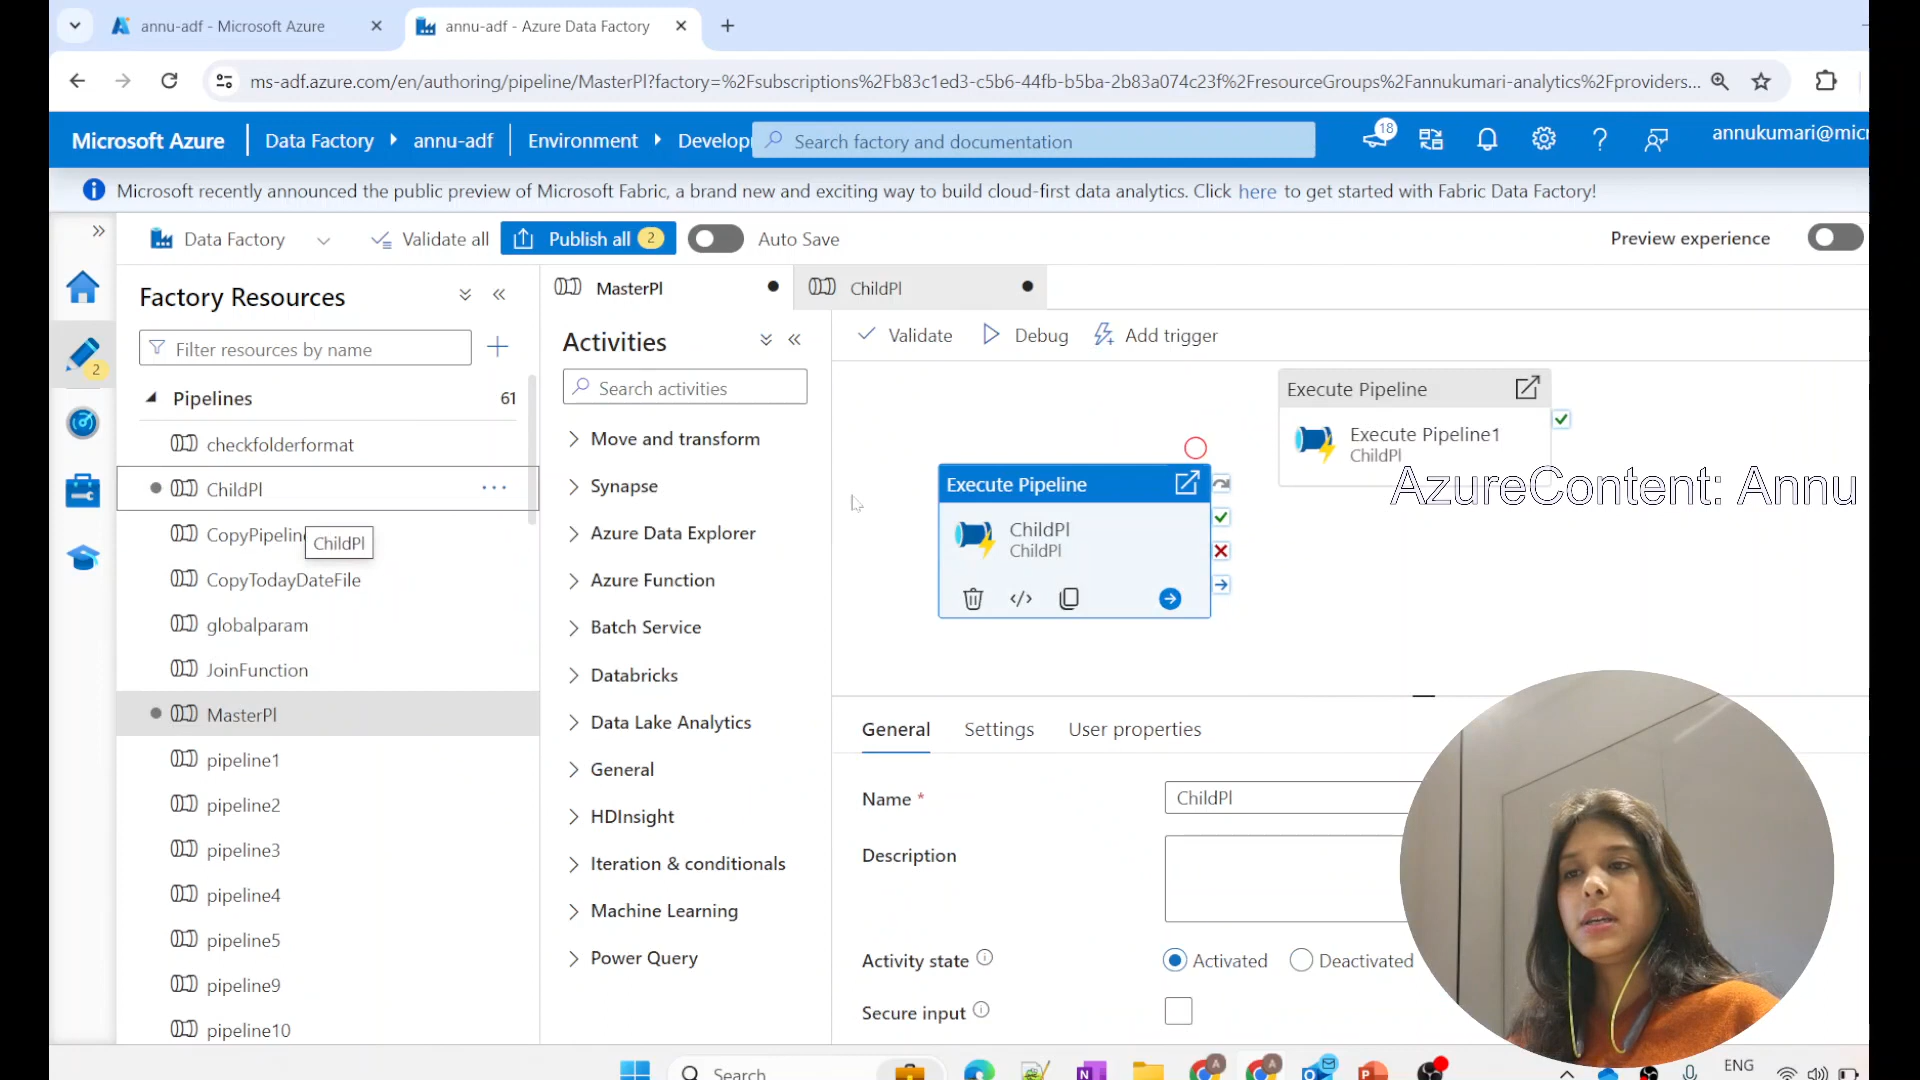 annu-adf - Microsoft Azure
annu-adf - Azure Data Factory
ms-adf.azure.com/en/authoring/pipeline/MasterPl?factory=%2Fsubscriptions%2Fb83c1ed3-c5b6-44fb-b5ba-2b83a074c23f%2FresourceGroups%2Fannukumari-analytics%2Fproviders...
Microsoft Azure
Data Factory
annu-adf
Environment
Develop
Search factory and documentation
18
annukumari@mic
Microsoft recently announced the public preview of Microsoft Fabric, a brand new and exciting way to build cloud-first data analytics. Click here to get started with Fabric Data Factory!
Data Factory
Validate all
Publish all 2
Auto Save
Preview experience
Factory Resources
Filter resources by name
2
Pipelines
61
checkfolderformat
ChildPl
CopyPipelin
ChildPl
CopyTodayDateFile
globalparam
JoinFunction
MasterPl
pipeline1
pipeline2
pipeline3
pipeline4
pipeline5
pipeline9
pipeline10
MasterPl
ChildPl
Activities
Search activities
Move and transform
Synapse
Azure Data Explorer
Azure Function
Batch Service
Databricks
Data Lake Analytics
General
HDInsight
Iteration & conditionals
Machine Learning
Power Query
Validate
Debug
Add trigger
Execute Pipeline
Execute Pipeline1
ChildPl
AzureContent: Annu
Execute Pipeline
ChildPl
ChildPl
General
Settings
User properties
Name *
ChildPl
Description
Activity state
Activated
Deactivated
Secure input
Search
ENG